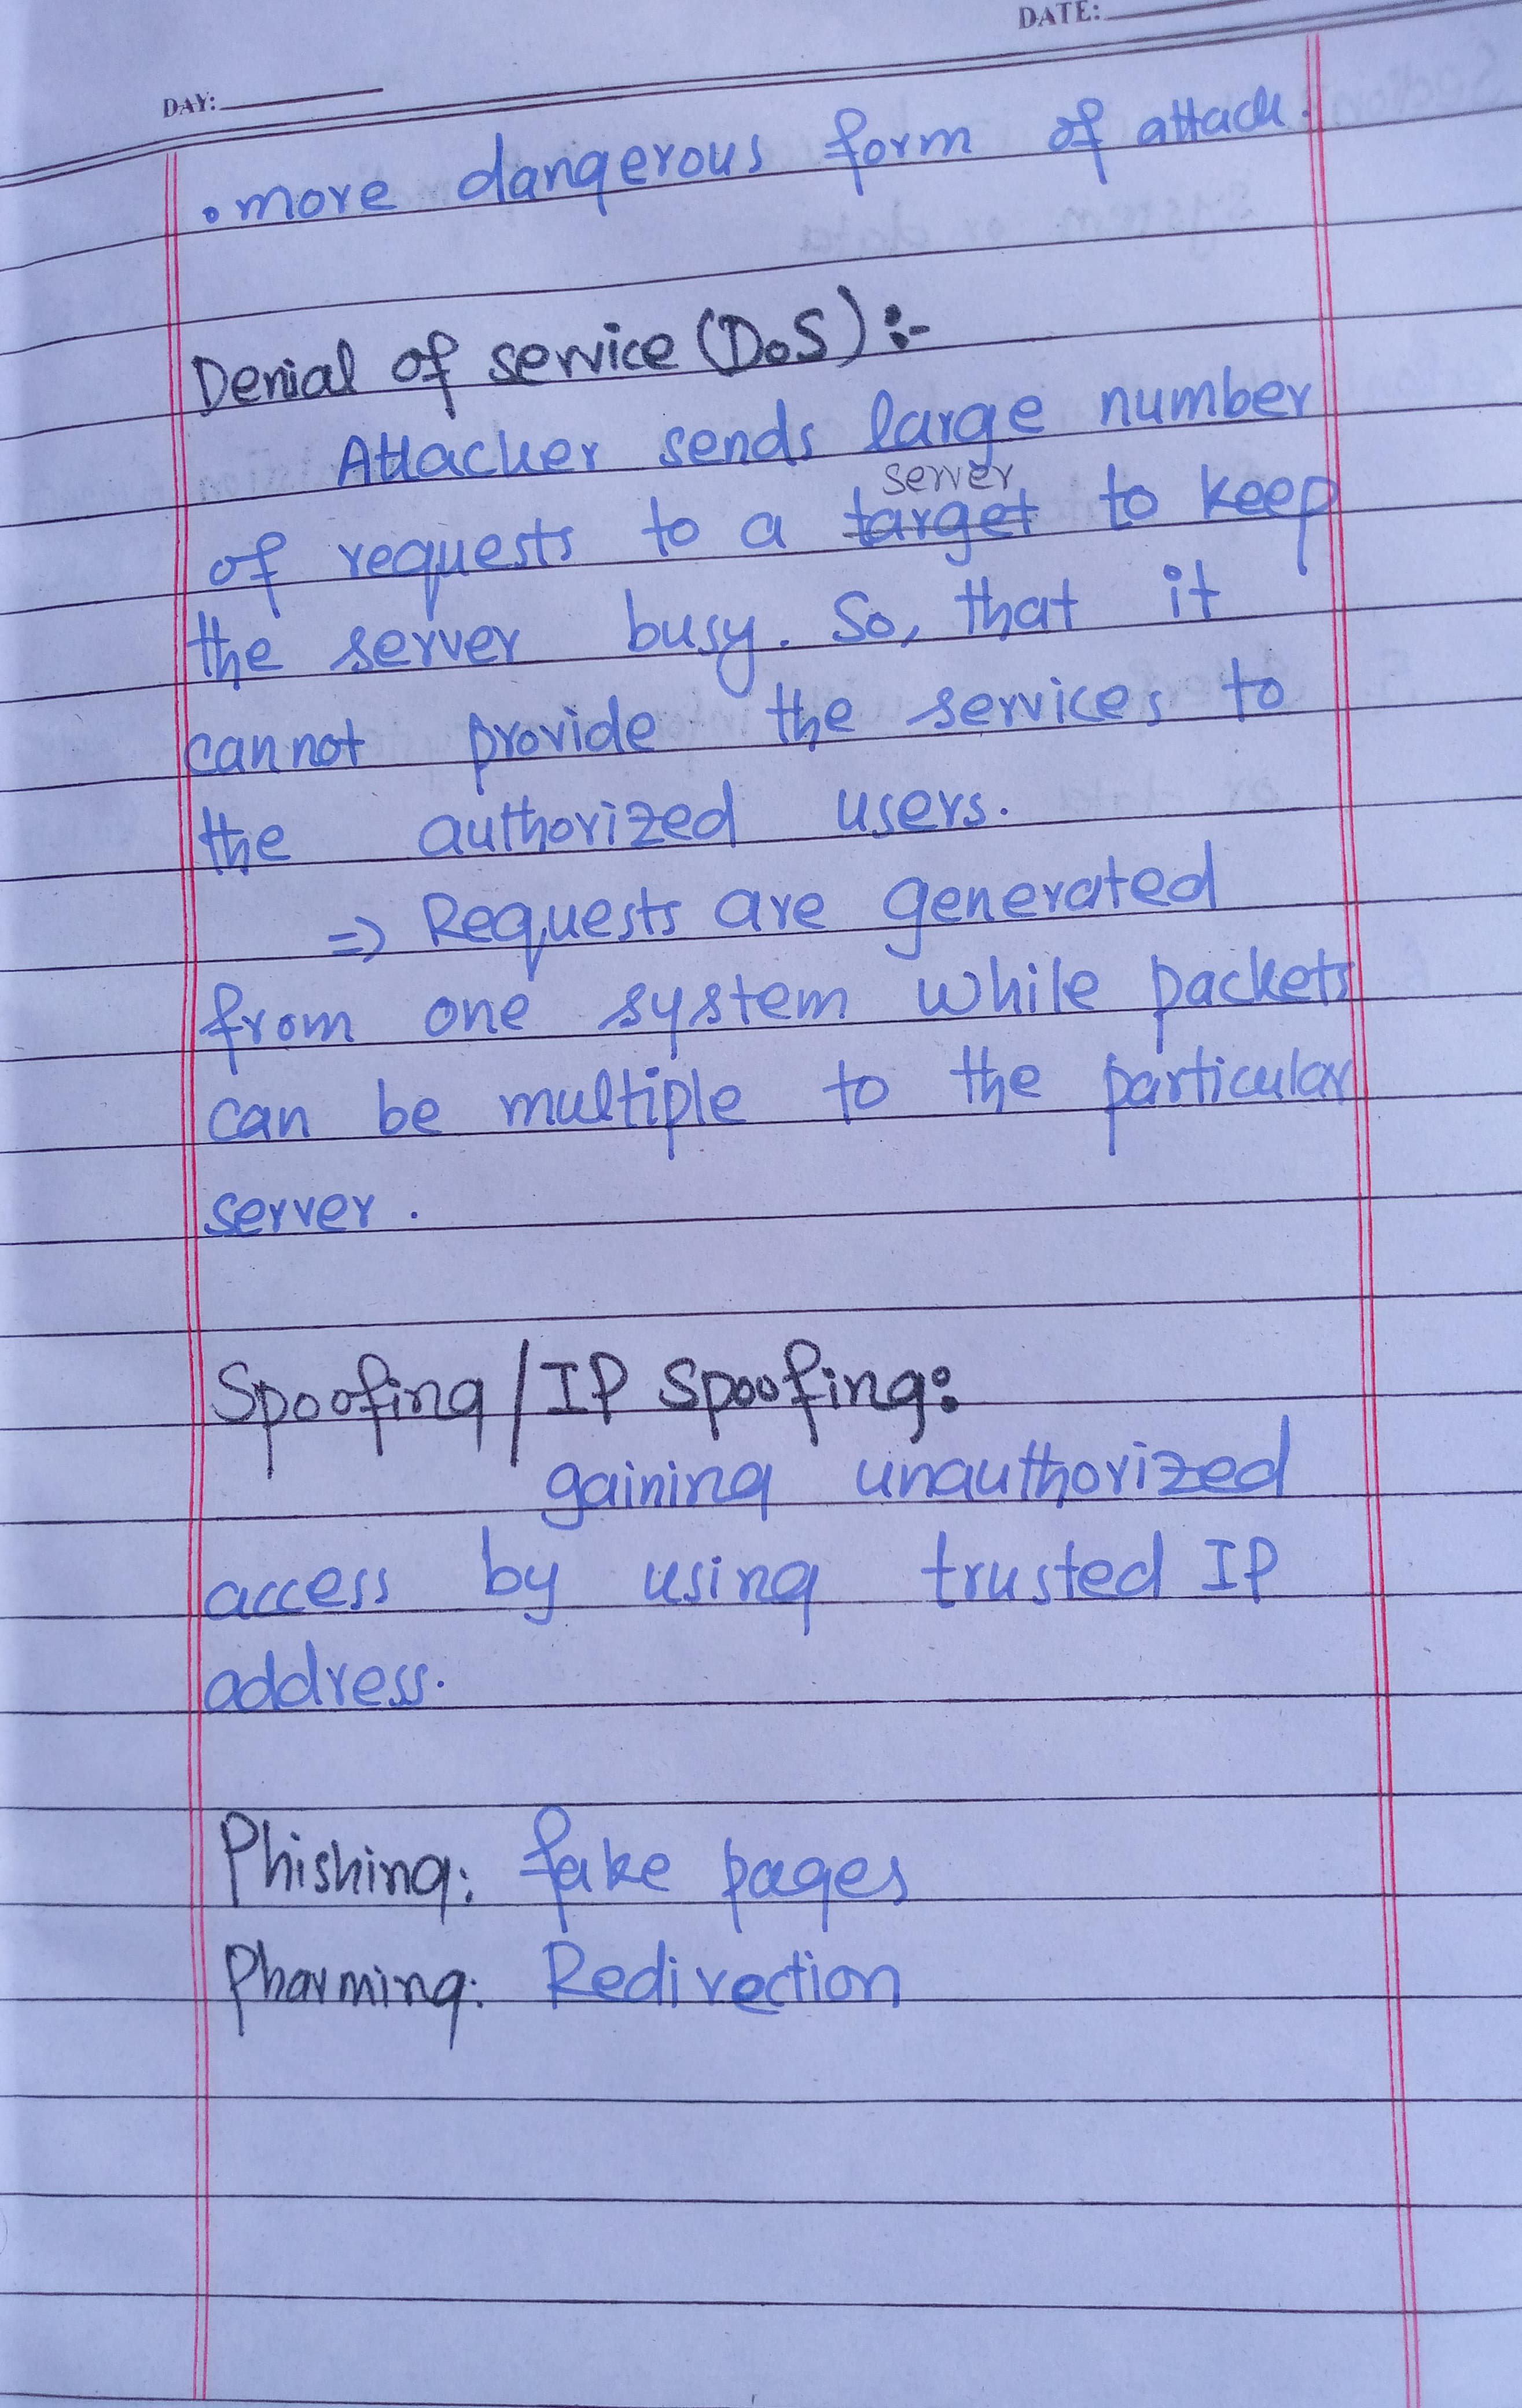 DATE:
DAY:
• more dangerous form of attack.
Denial of service (DoS) :-
Attacker sends large number
server
of requests to a target to keep
the server busy. So, that it
cannot provide the services to
the authorized users.
=> Requests are generated
from one system while packets
can be multiple to the particular
server.
Spoofing/IP Spoofing:
gaining unauthorized
access by using trusted IP
address.
Phishing: fake pages
Pharming: Redirection